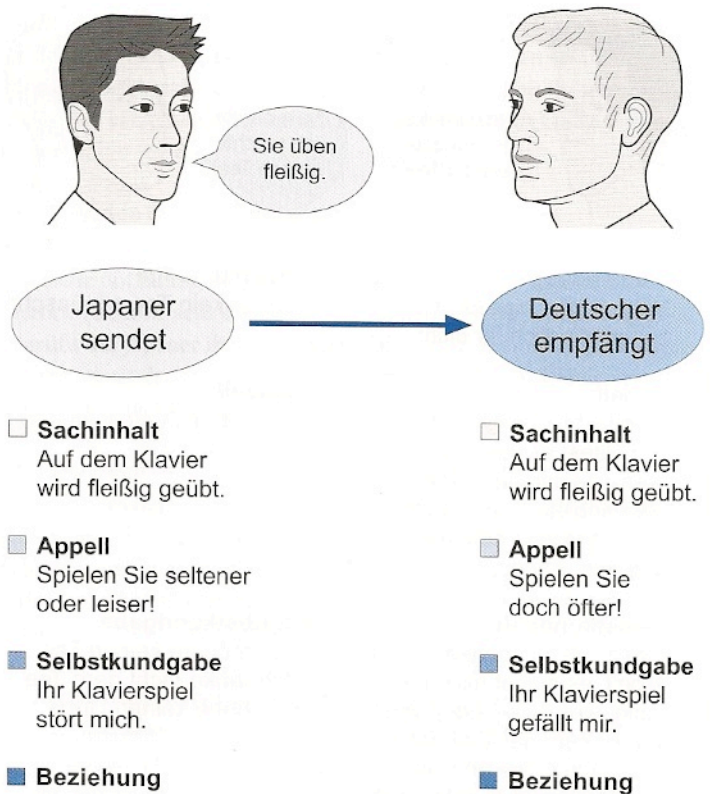 Sie üben
fleißig.
Japaner
sendet
Deutscher
empfängt
Sachinhalt
Auf dem Klavier
wird fleißig geübt.
Appell
Spielen Sie seltener
oder leiser!
Selbstkundgabe
Ihr Klavierspiel
stört mich.
Beziehung
Sachinhalt
Auf dem Klavier
wird fleißig geübt.
Appell
Spielen Sie
doch öfter!
Selbstkundgabe
Ihr Klavierspiel
gefällt mir.
Beziehung